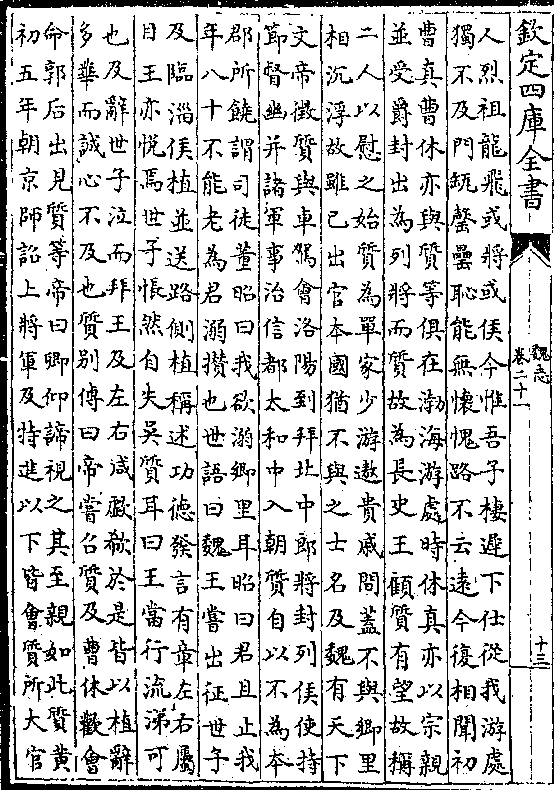 欽定四庫全書
魏志
卷二十一
十三
人烈祖龍飛或將或侯今惟吾子棲遲下仕從我游處
獨不及門缾罄罍恥能無懷愧路不云遠今復相聞初
曹真曹休亦與質等俱在渤海游處時休真亦以宗親
並受爵封出為列將而質故為長史王顧質有望故稱
二人以慰之始質為單家少游遨貴戚間蓋不與鄉里
相沉浮故雖已出官本國猶不與之士名及魏有天下
文帝徵質與車駕會洛陽到拜北中郎將封列侯使持
節督幽并諸軍事治信都太和中入朝質自以不為本
郡所饒謂司徒董昭曰我欲溺鄉里耳昭曰君且止我
年八十不能老為君溺攢也世語曰魏王嘗出征世子
及臨淄侯植並送路側植稱述功德發言有章左右屬
目王亦悅焉世子悵然自失吳質耳曰王當行流涕可
也及辭世子泣而拜王及左右咸歔欷於是皆以植辭
多華而誠心不及也質別傳曰帝嘗召質及曹休歡會
命郭后出見質等帝曰卿仰諦視之其至親如此質黃
初五年朝京師詔上將軍及特進以下皆會質所大官